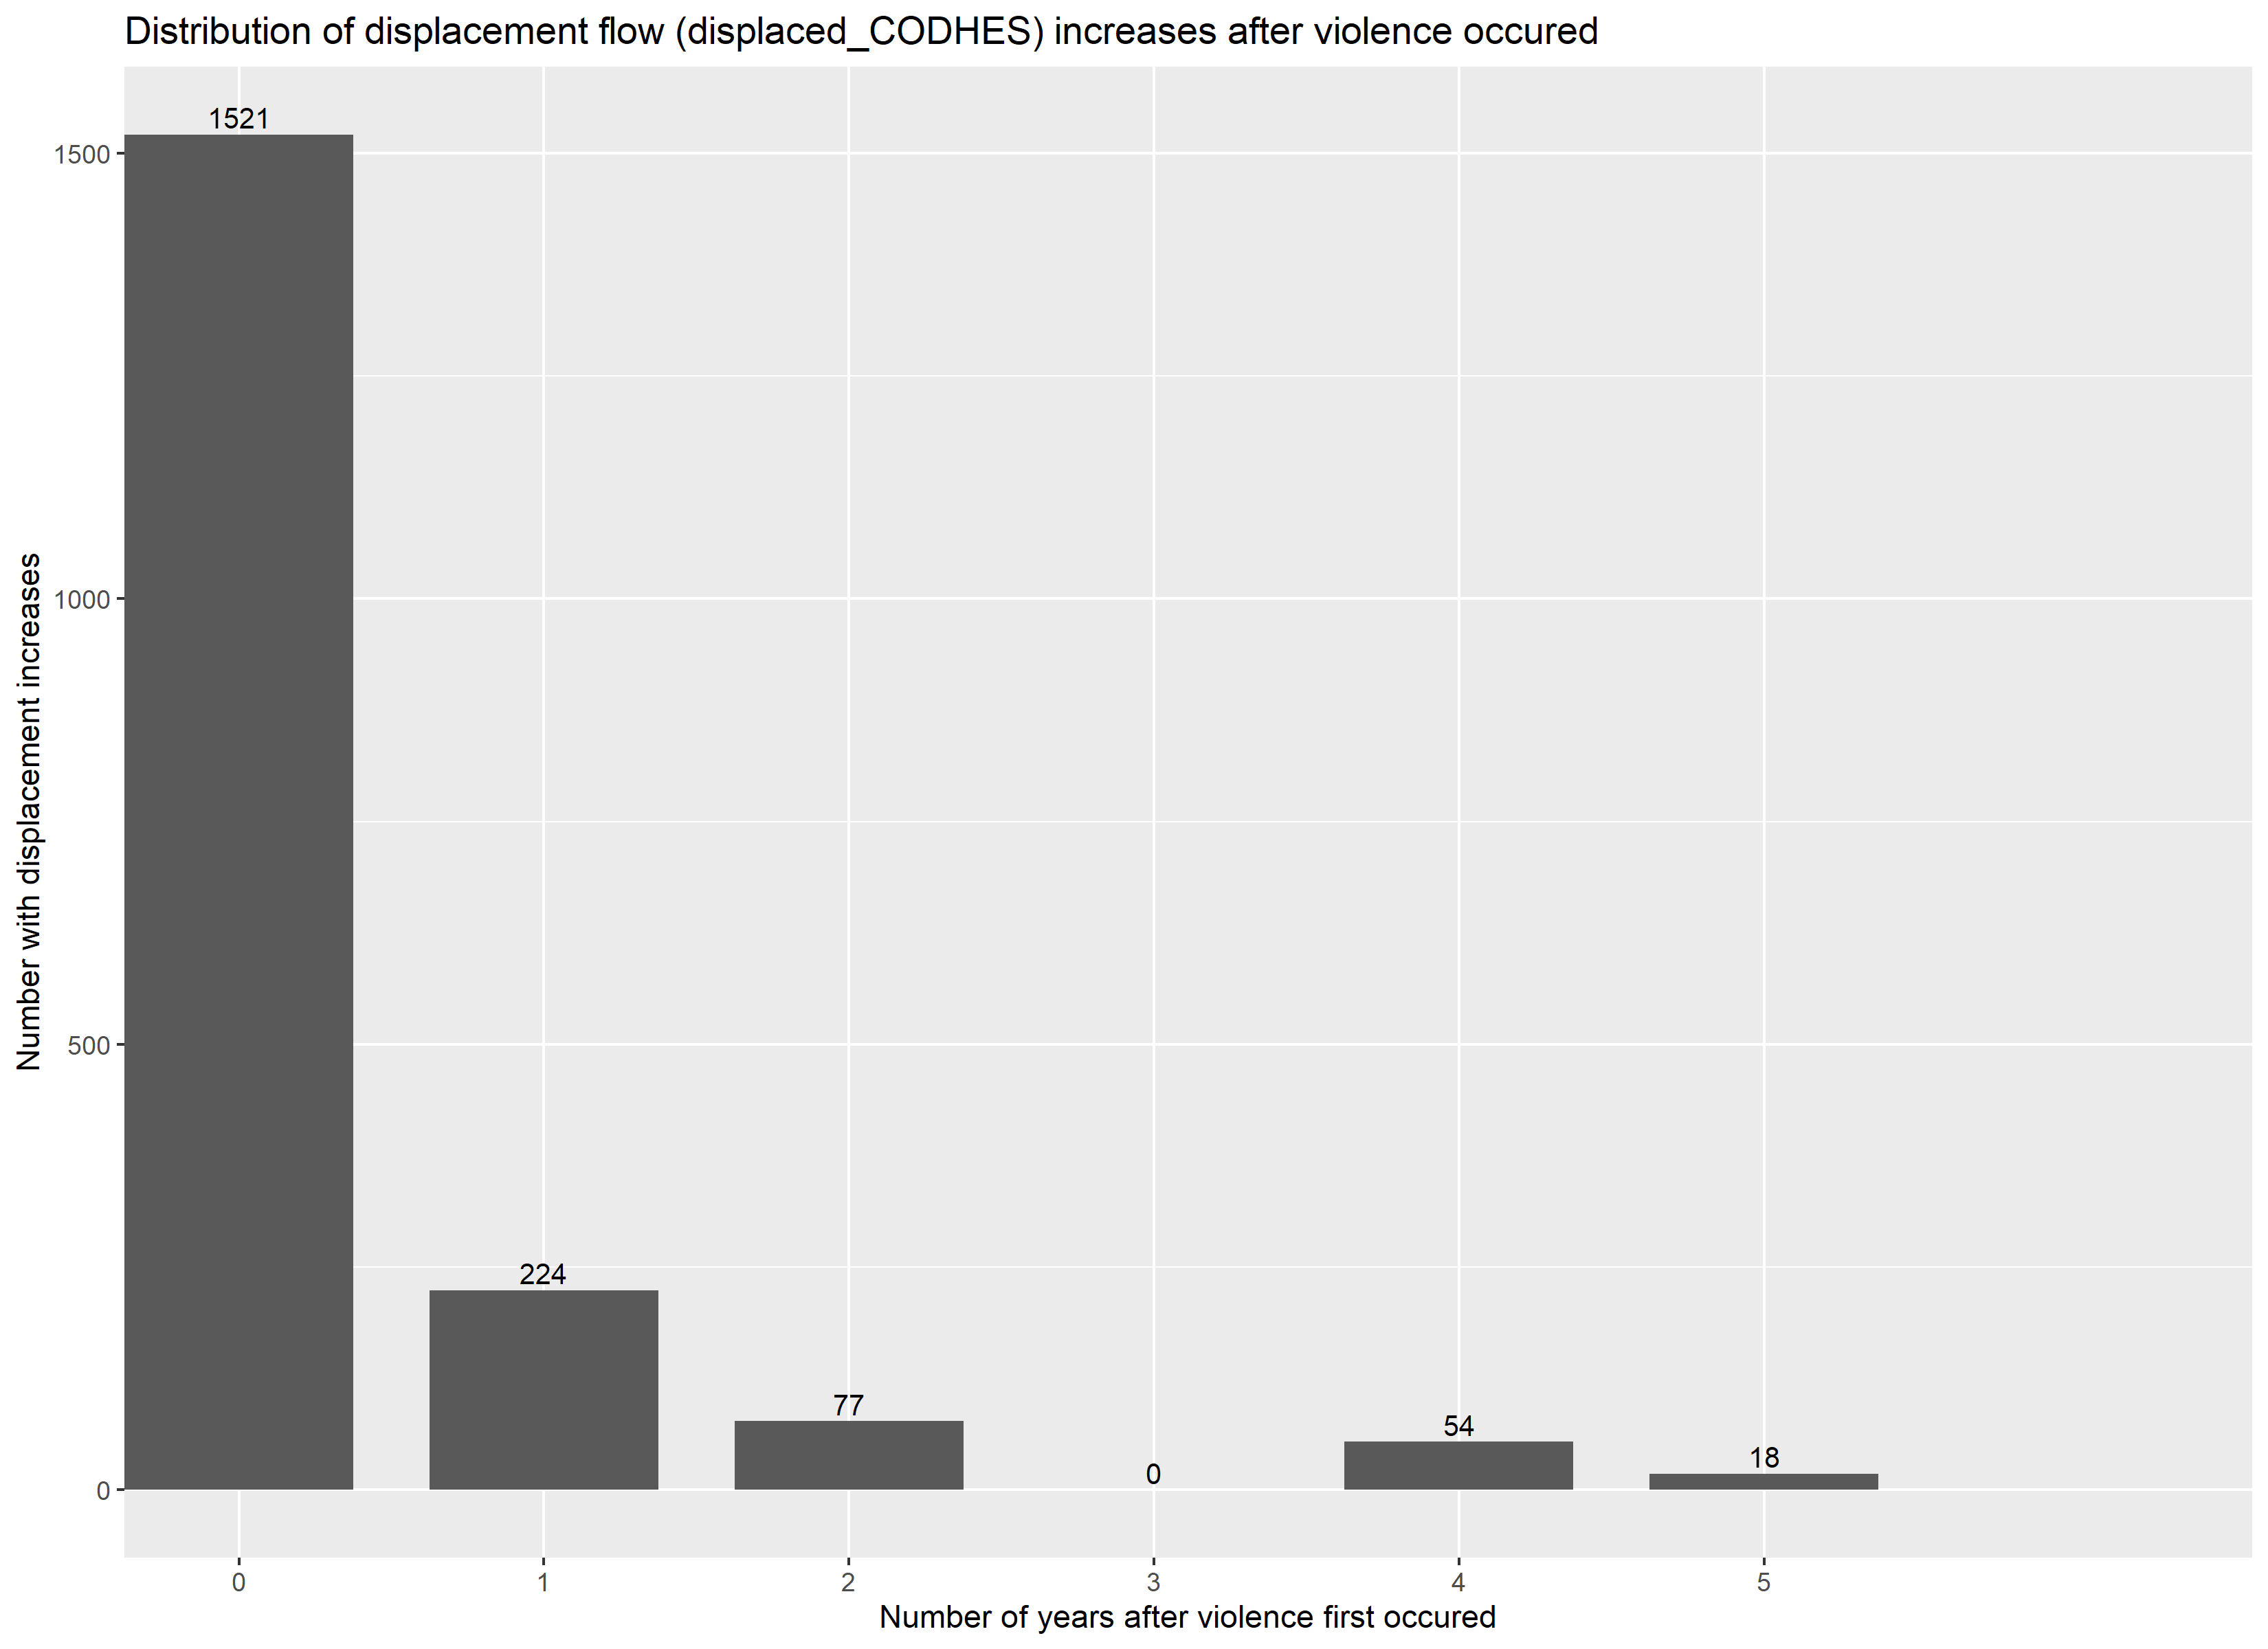 Distribution of displacement flow (displaced_CODHES) increases after violence occured
1521
1500
1000
500
224
77
0
54
18
0
0 1 2 3 4 5
Number with displacement increases
Number of years after violence first occured